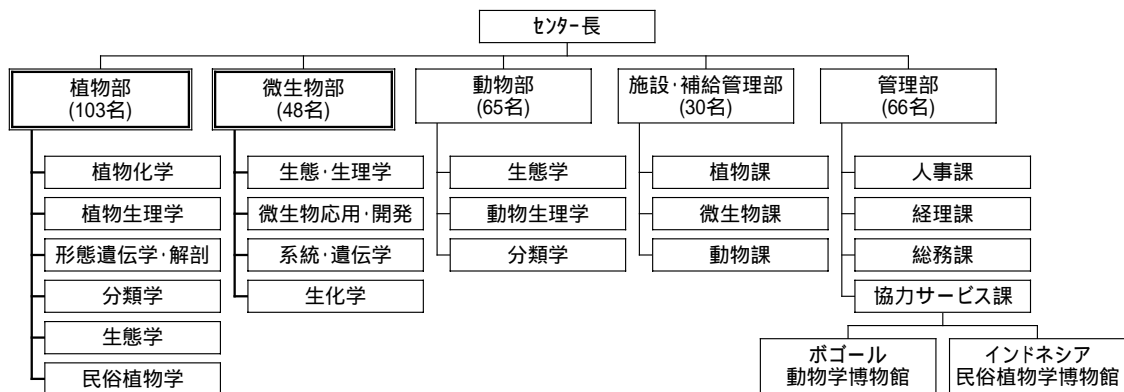 センター長
植物部
(103名)
微生物部
(48名)
動物部
(65名)
施設･補給管理部
(30名)
管理部
(66名)
植物化学
生態･生理学
生態学
植物課
人事課
植物生理学
微生物応用･開発
動物生理学
微生物課
経理課
形態遺伝学･解剖
系統･遺伝学
分類学
動物課
総務課
分類学
生化学
協力サービス課
生態学
民俗植物学
ボゴール
動物学博物館
インドネシア
民俗植物学博物館